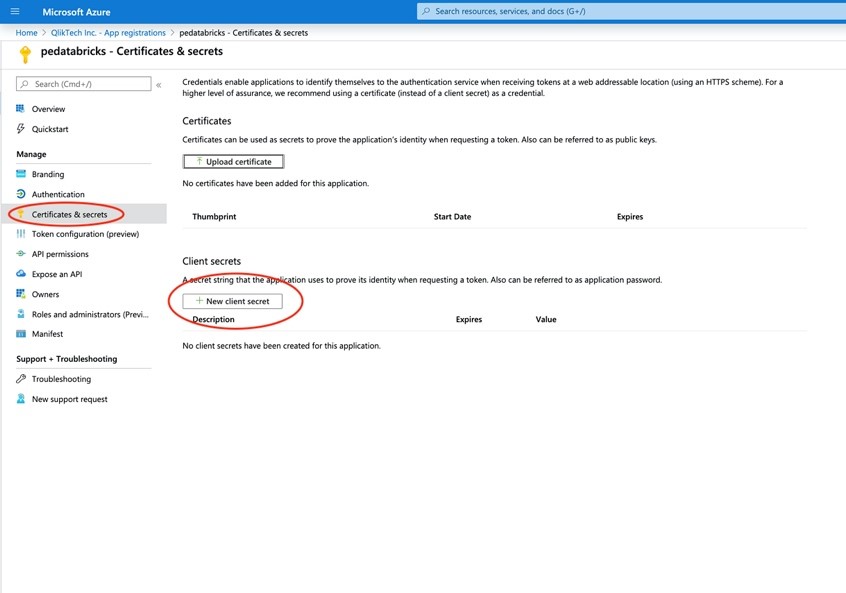 Microsoft Azure
Search resources, services, and docs (G+/)
Home > QlikTech Inc. - App registrations > pedatabricks - Certificates & secrets
pedatabricks - Certificates & secrets
Search (Cmd+/)
«
Overview
Quickstart
Manage
Branding
Authentication
Certificates & secrets
Token configuration (preview)
API permissions
Expose an API
Owners
Roles and administrators (Previ...
Manifest
Support + Troubleshooting
Troubleshooting
New support request
Credentials enable applications to identify themselves to the authentication service when receiving tokens at a web addressable location (using an HTTPS scheme). For a
higher level of assurance, we recommend using a certificate (instead of a client secret) as a credential.
Certificates
Certificates can be used as secrets to prove the application's identity when requesting a token. Also can be referred to as public keys.
Upload certificate
No certificates have been added for this application.
Thumbprint Start Date Expires
Client secrets
A secret string that the application uses to prove its identity when requesting a token. Also can be referred to as application password.
+ New client secret
Description Expires Value
No client secrets have been created for this application.